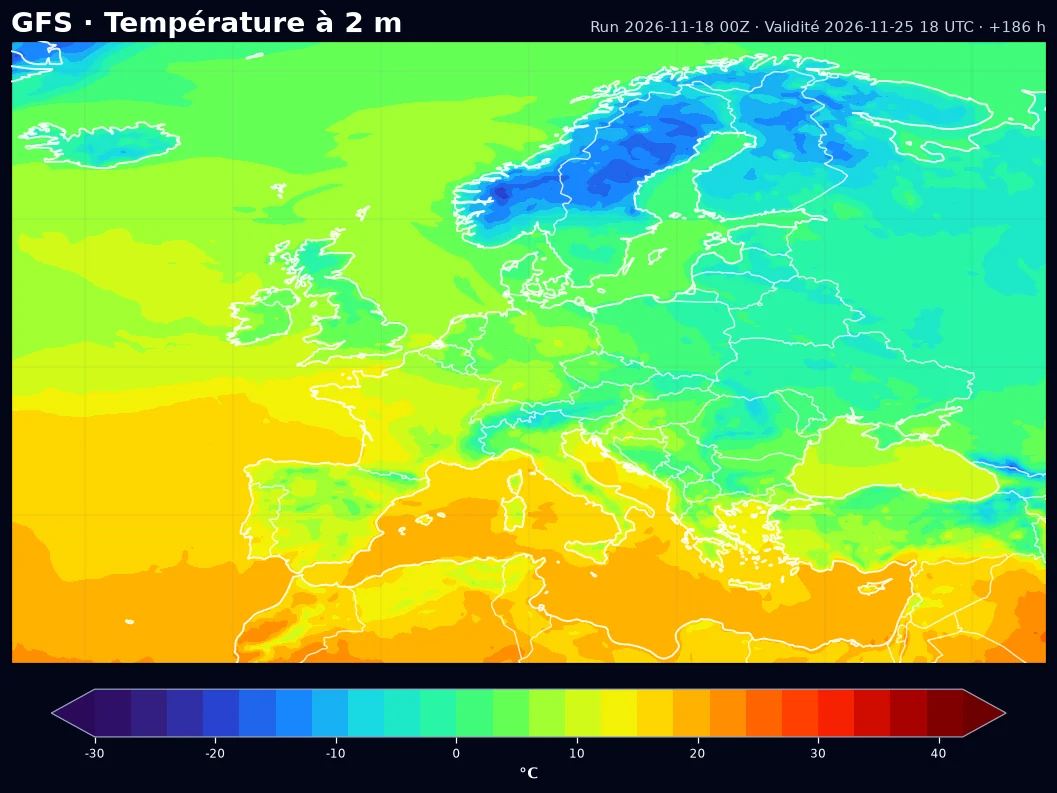 GFS · Température à 2 m
Run 2026-11-18 00Z · Validité 2026-11-25 18 UTC · +186 h
-30 -20 -10 0 10 20 30 40
°C